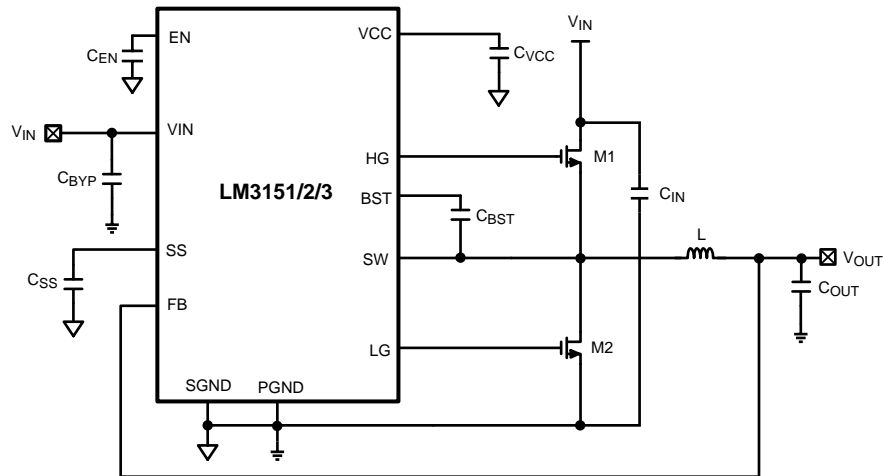 EN
VCC
V_IN
C_EN
C_VCC
V_IN
VIN
C_BYP
HG
M1
LM3151/2/3
BST
C_BST
C_IN
SS
SW
L
V_OUT
C_SS
C_OUT
FB
LG
M2
SGND
PGND